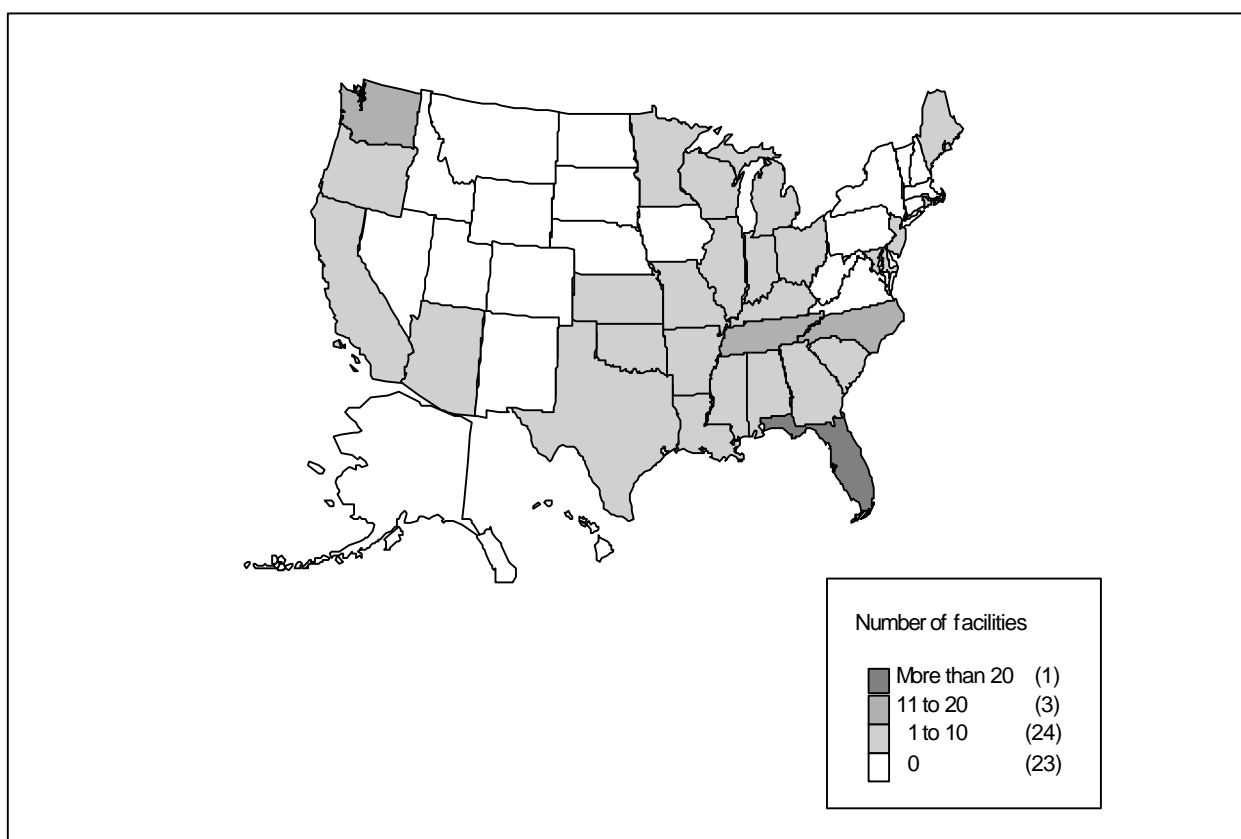 Number of facilities
More than 20 (1)
11 to 20 (3)
1 to 10 (24)
0 (23)